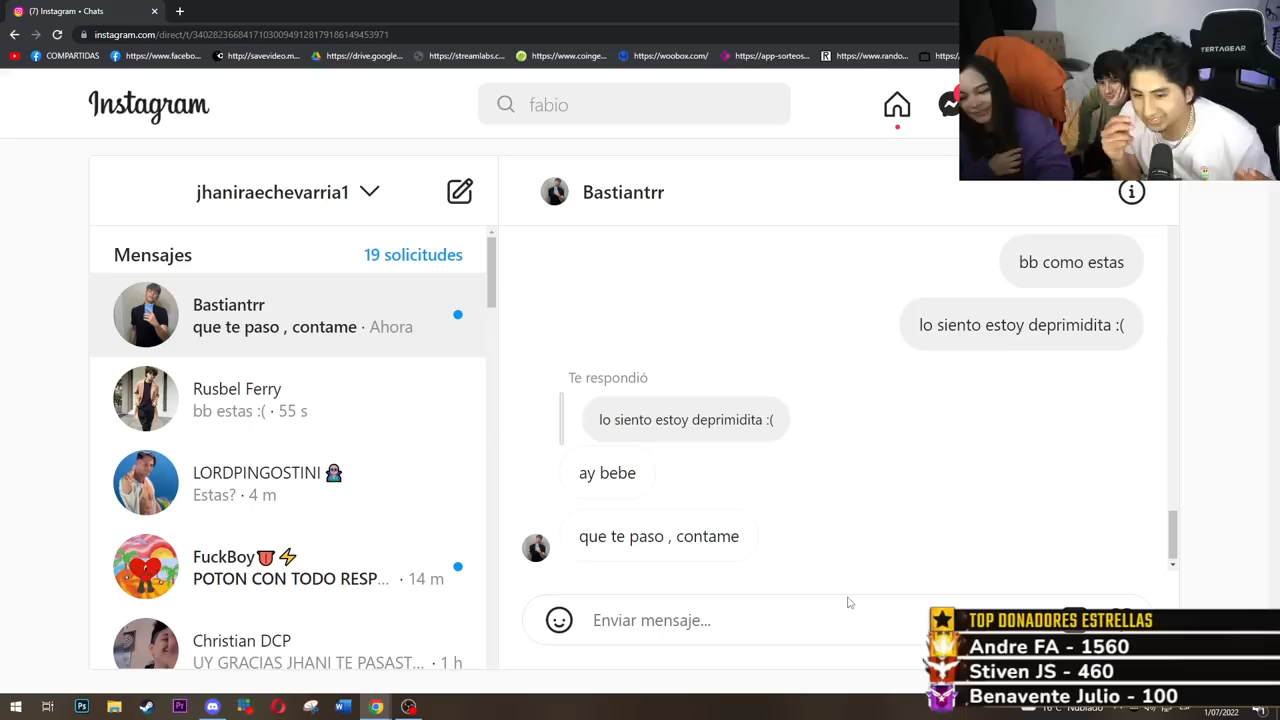 (7) Instagram • Chats
instagram.com/direct/t/340282366841710300949128179186149453971
COMPARTIDAS
https://www.facebo...
https://savevideo.m...
https://drive.google...
https://streamlabs.c...
https://www.coinge...
https://woobox.com/
https://app-sorteos...
https://www.rando...
https:/
TERTAGEAR
Instagram
fabio
jhaniraechevarria1
Bastiantrr
Mensajes
19 solicitudes
Bastiantrr
que te paso , contame · Ahora
Rusbel Ferry
bb estas :( · 55 s
LORDPINGOSTINI
Estas? · 4 m
FuckBoy👅⚡
POTON CON TODO RESP... · 14 m
Christian DCP
UY GRACIAS JHANI TE PASAST... · 1 h
bb como estas
lo siento estoy deprimidita :(
Te respondió
lo siento estoy deprimidita :(
ay bebe
que te paso , contame
Enviar mensaje...
TOP DONADORES ESTRELLAS
Andre FA - 1560
Stiven JS - 460
Benavente Julio - 100
16°C Nublado
1/07/2022